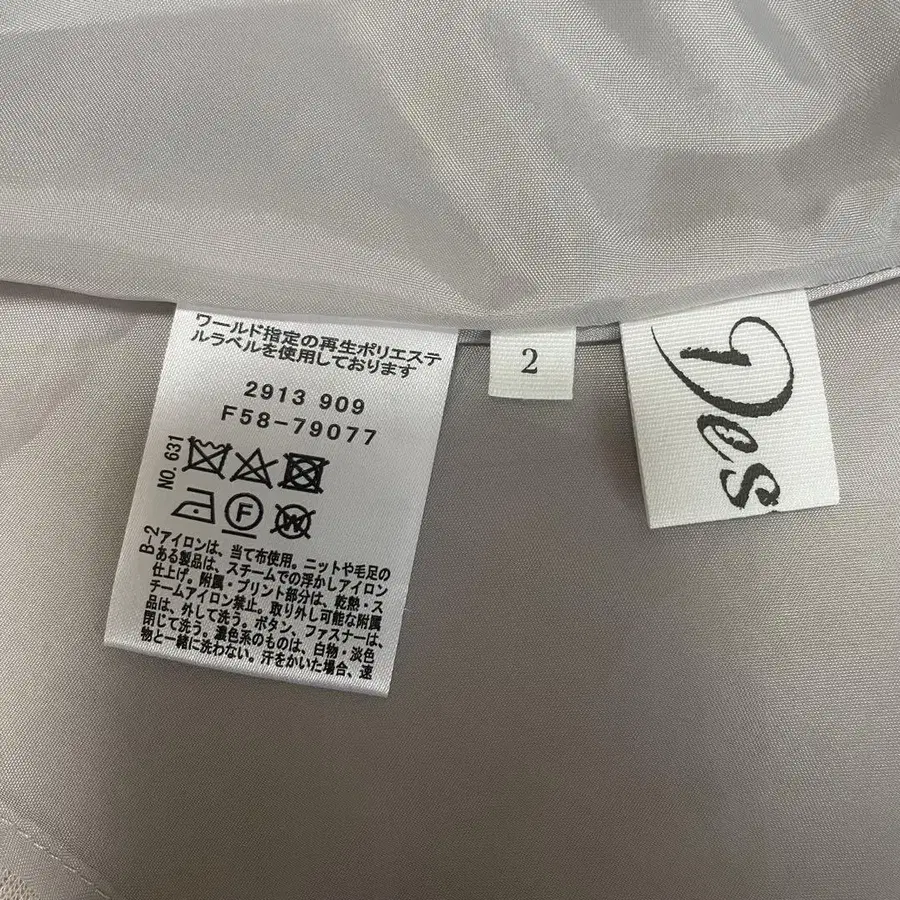 ワールド指定の再生ポリエステ
ルラベルを使用しております
2913 909
F58-79077
NO. 631
F
W
B-2
アイロンは、当て布使用。ニットや毛足の
ある製品は、スチームでの浮かしアイロン
仕上げ。附属・プリント部分は、乾熱・ス
チームアイロン禁止。取り外し可能な附属
品は、外して洗う。ボタン、ファスナーは、
閉じて洗う。濃色系のものは、白物・淡色
物と一緒に洗わない。汗をかいた場合、速
2
Des